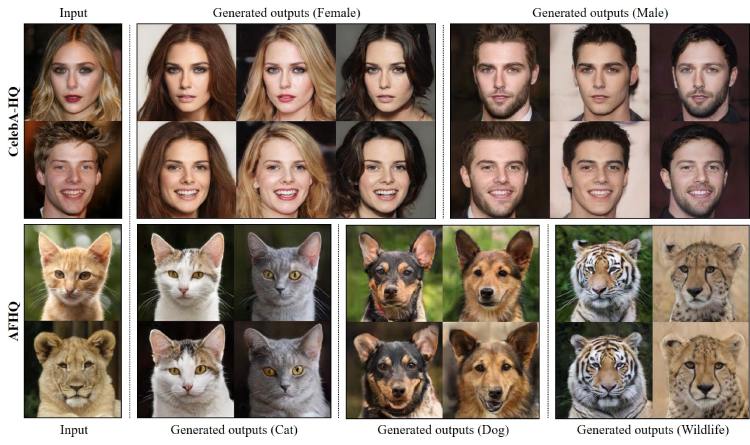 Input
Generated outputs (Female)
Generated outputs (Male)
CelebA-HQ
AFHQ
Input
Generated outputs (Cat)
Generated outputs (Dog)
Generated outputs (Wildlife)